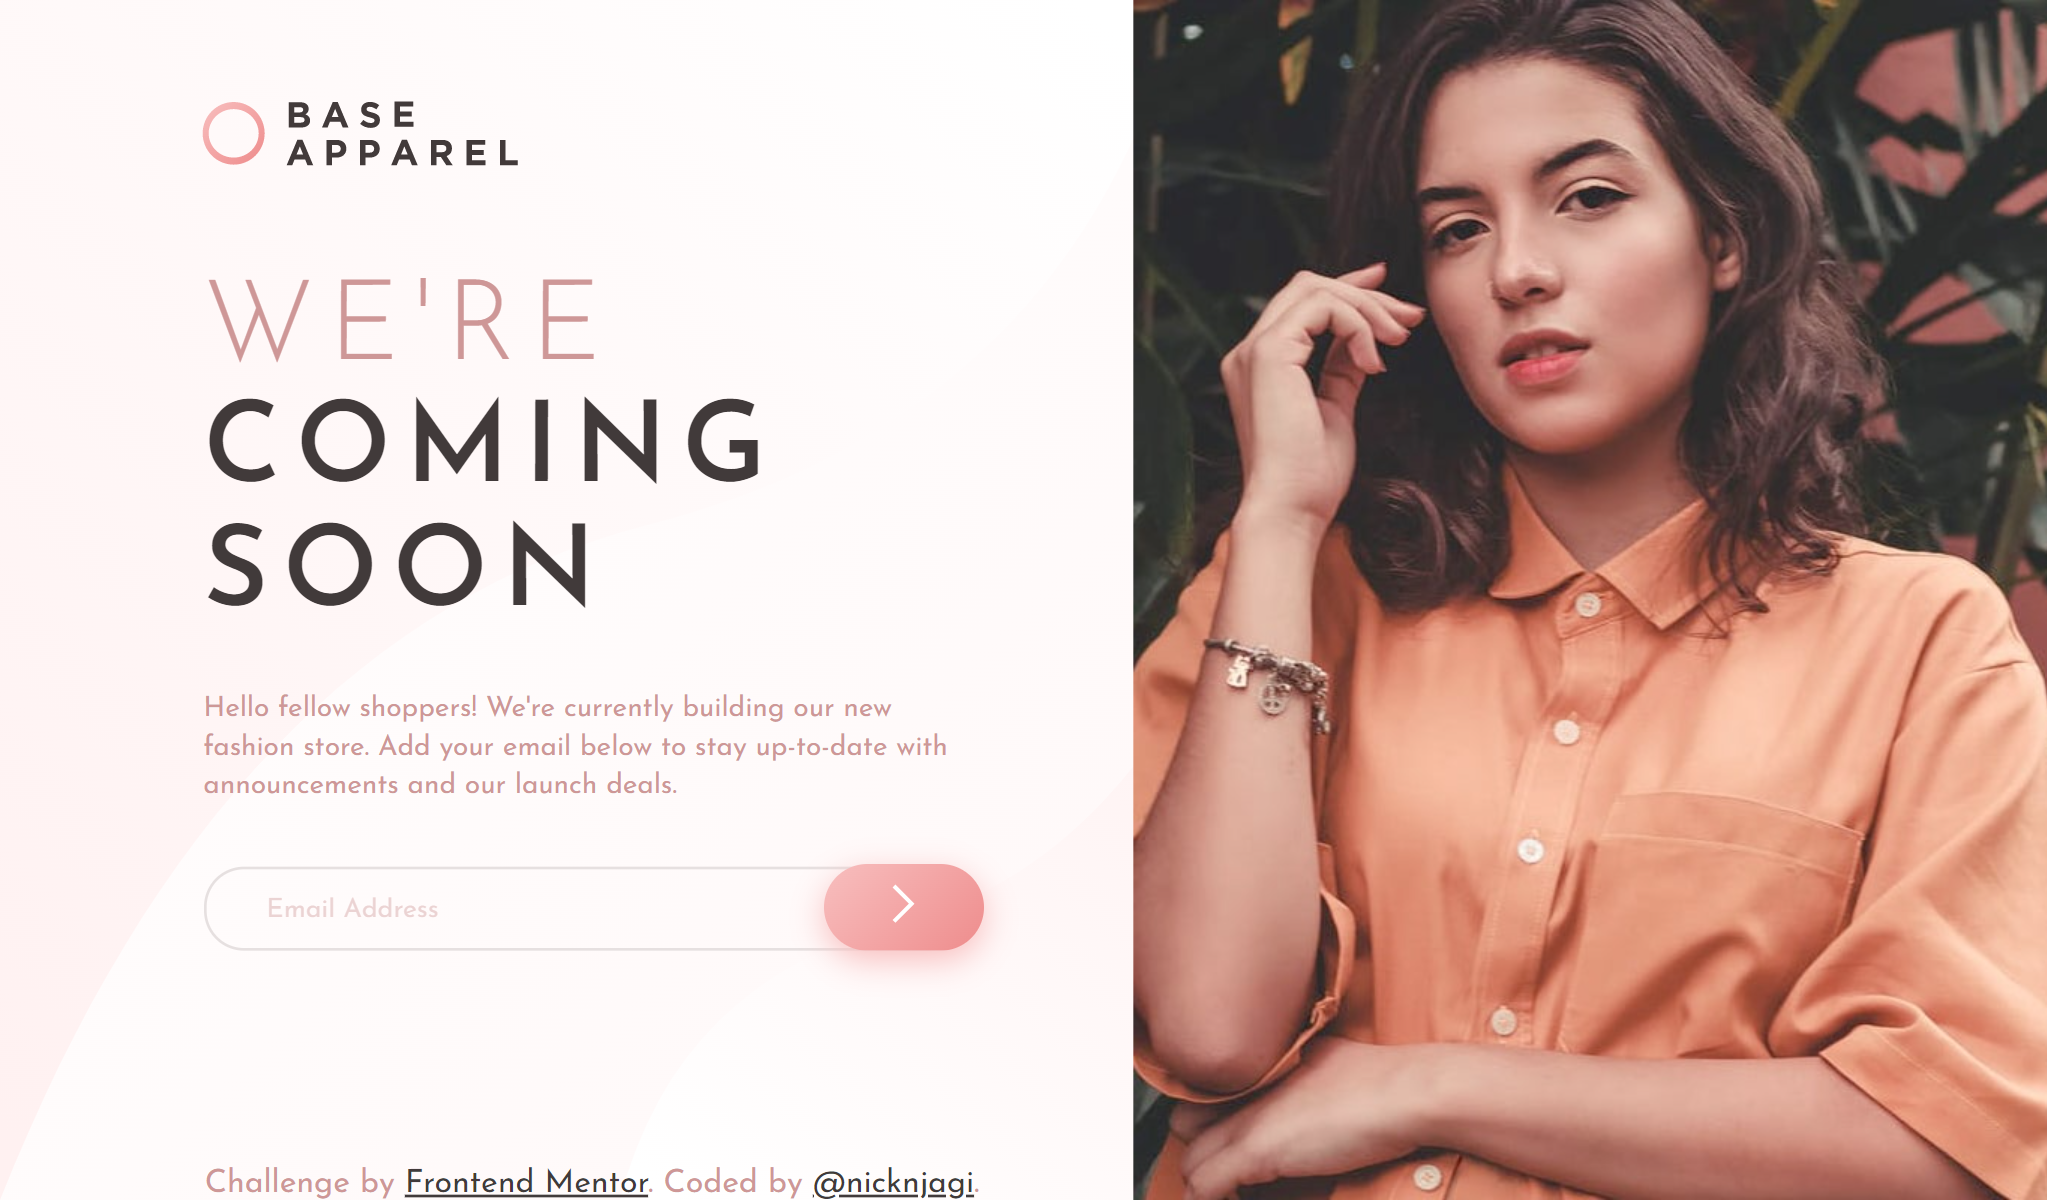 BASE
APPAREL
WE'RE
COMING
SOON
Hello fellow shoppers! We're currently building our new
fashion store. Add your email below to stay up-to-date with
announcements and our launch deals.
Email Address
Challenge by Frontend Mentor. Coded by @nicknjagi.